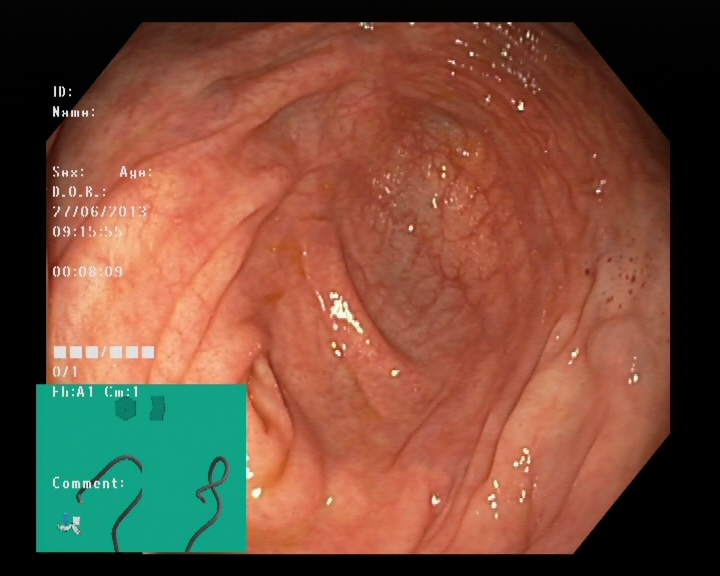 ID:
Name:
Sex: Age:
D.O.B.:
27/06/2013
09:15:55
00:08:09
/
0/1
Eh:A1 Cm:1
Comment: